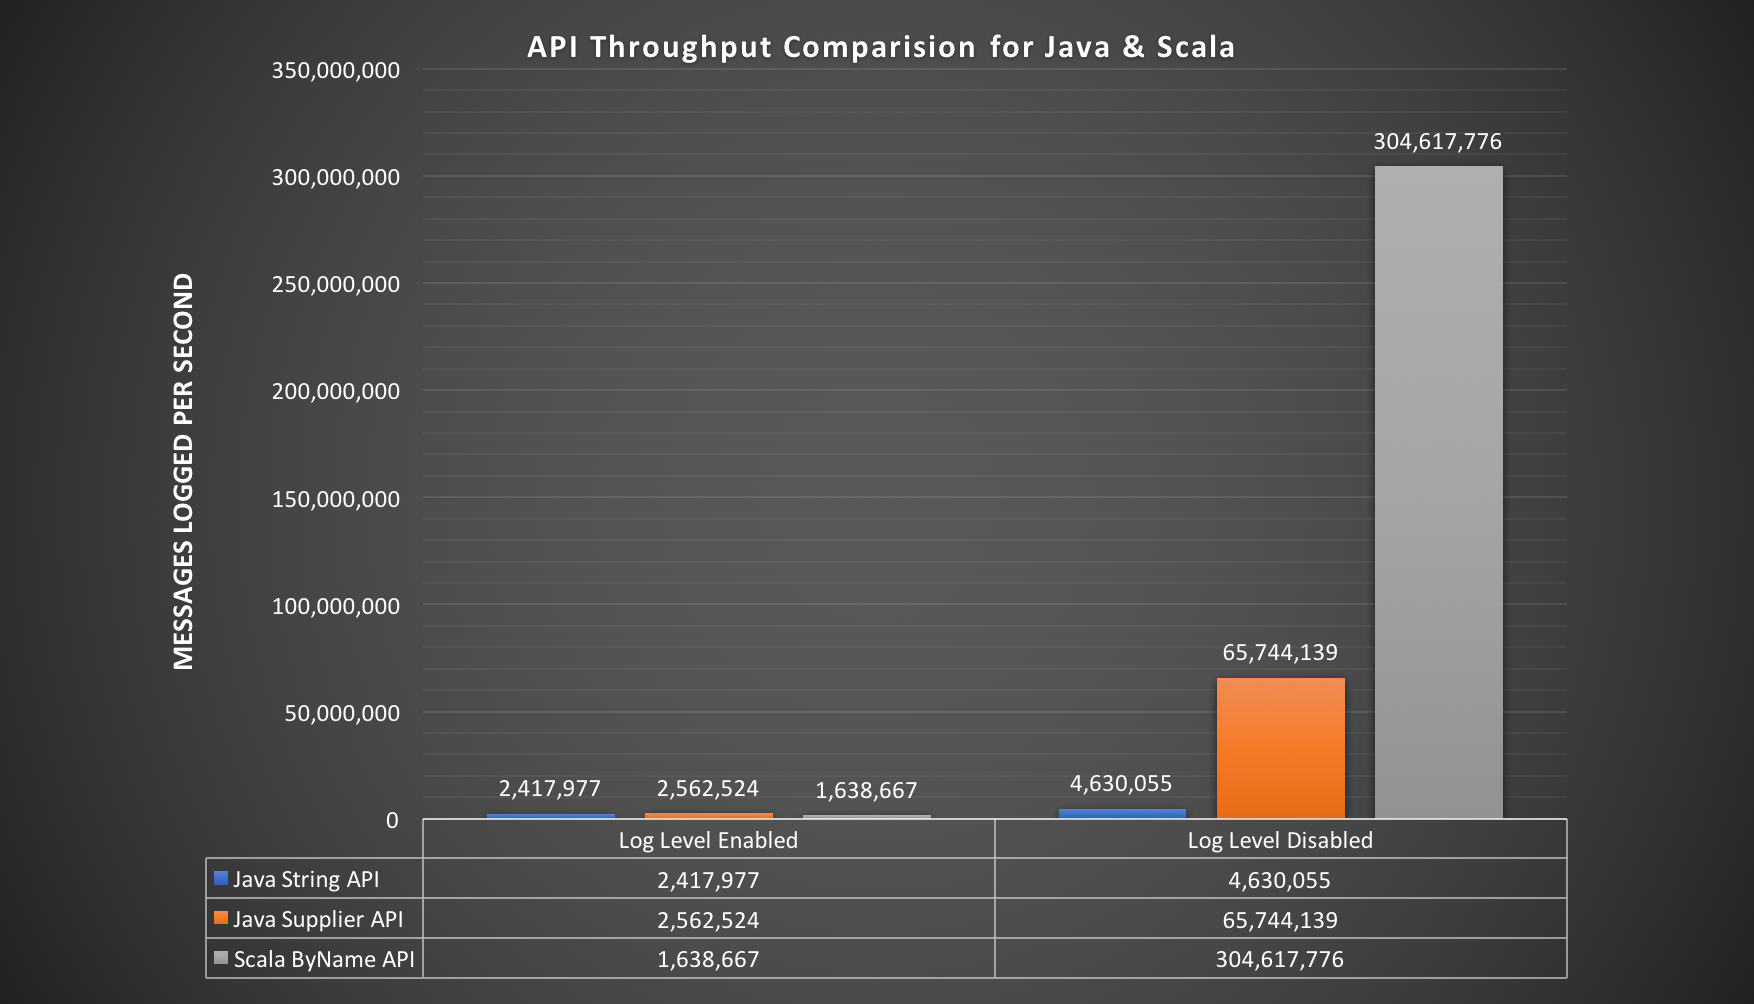 API Throughput Comparision for Java & Scala
MESSAGES LOGGED PER SECOND
350,000,000
300,000,000
250,000,000
200,000,000
150,000,000
100,000,000
50,000,000
0
2,417,977
2,562,524
1,638,667
4,630,055
65,744,139
304,617,776
Log Level Enabled Log Level Disabled
Java String API 2,417,977 4,630,055
Java Supplier API 2,562,524 65,744,139
Scala ByName API 1,638,667 304,617,776